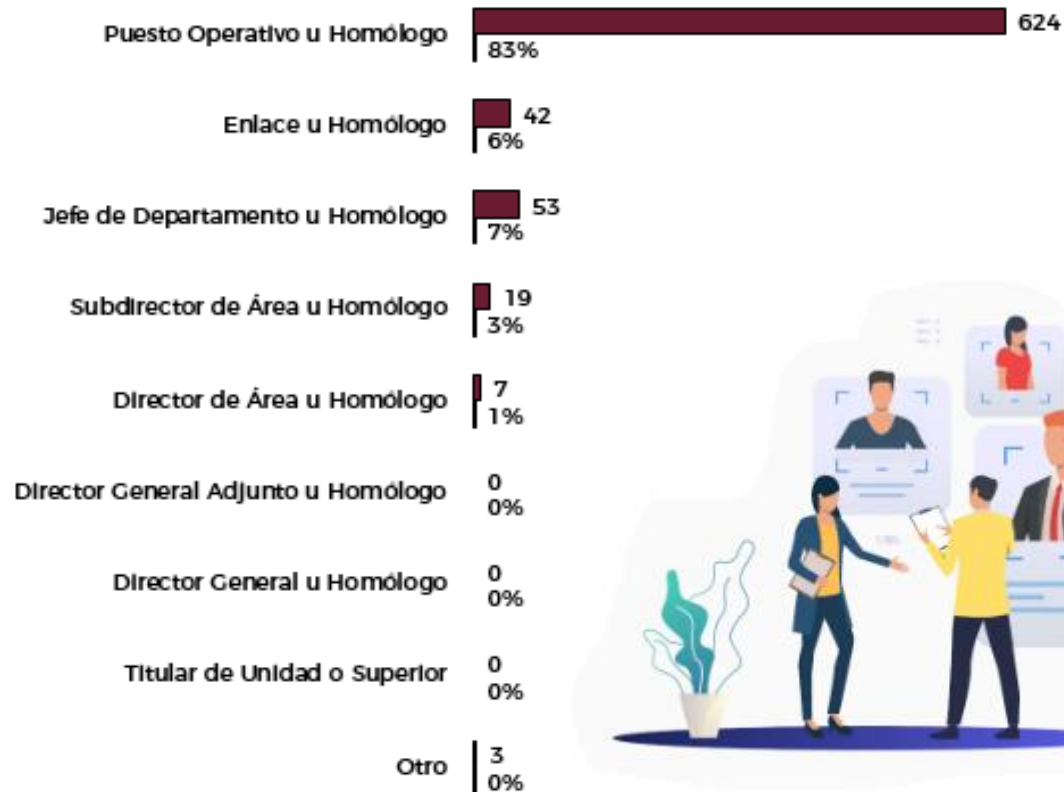 Puesto Operativo u Homólogo 624
83%
Enlace u Homólogo 42
6%
Jefe de Departamento u Homólogo 53
7%
Subdirector de Área u Homólogo 19
3%
Director de Área u Homólogo 7
1%
Director General Adjunto u Homólogo 0
0%
Director General u Homólogo 0
0%
Titular de Unidad o Superior 0
0%
Otro 3
0%